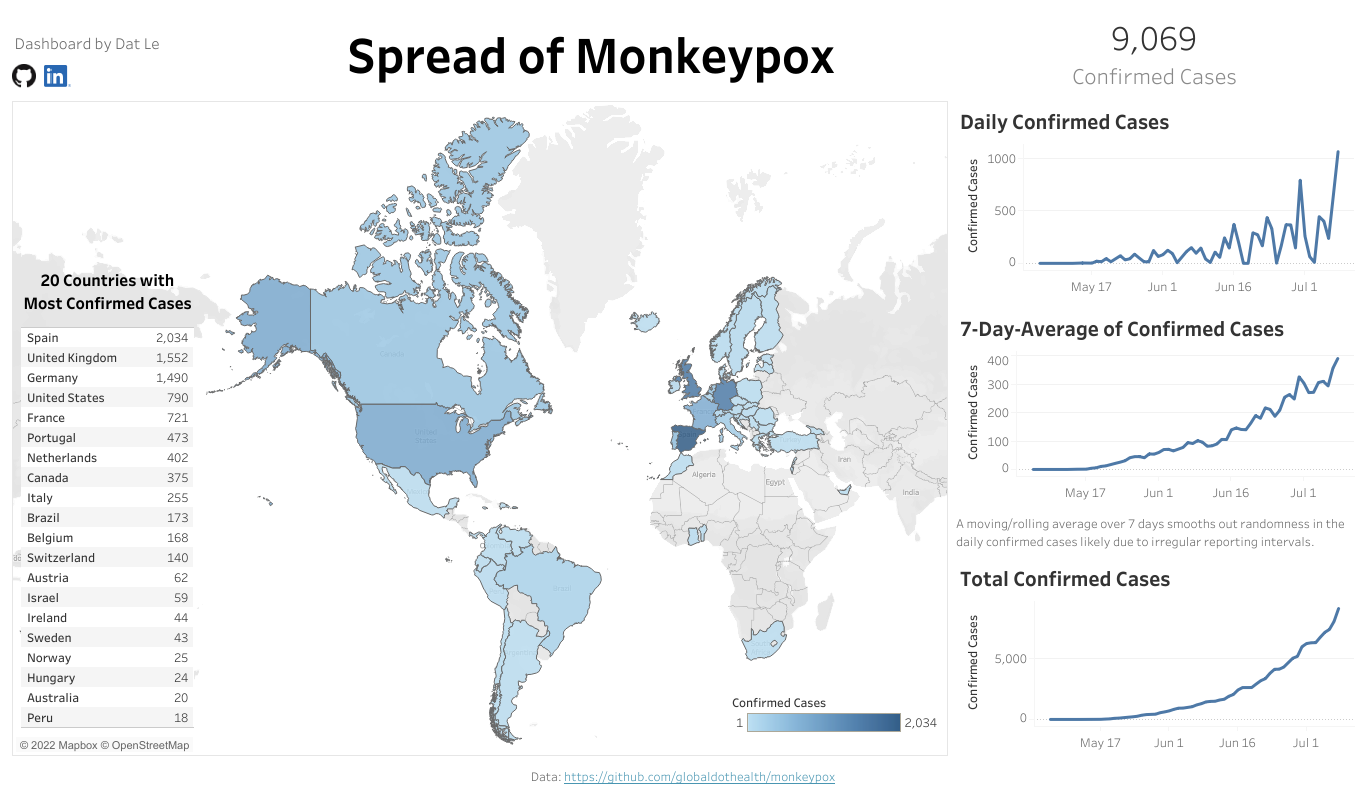 Dashboard by Dat Le
in
Spread of Monkeypox
9,069
Confirmed Cases
20 Countries with
Most Confirmed Cases
Spain 2,034
United Kingdom 1,552
Germany 1,490
United States 790
France 721
Portugal 473
Netherlands 402
Canada 375
Italy 255
Brazil 173
Belgium 168
Switzerland 140
Austria 62
Israel 59
Ireland 44
Sweden 43
Norway 25
Hungary 24
Australia 20
Peru 18
© 2022 Mapbox © OpenStreetMap
Canada
United
States
Brazil
Algeria
Egypt
Iran
India
Confirmed Cases
1 2,034
Daily Confirmed Cases
Confirmed Cases
1000
500
0
May 17 Jun 1 Jun 16 Jul 1
7-Day-Average of Confirmed Cases
Confirmed Cases
400
300
200
100
0
May 17 Jun 1 Jun 16 Jul 1
A moving/rolling average over 7 days smooths out randomness in the
daily confirmed cases likely due to irregular reporting intervals.
Total Confirmed Cases
Confirmed Cases
5,000
0
May 17 Jun 1 Jun 16 Jul 1
Data: https://github.com/globaldothealth/monkeypox